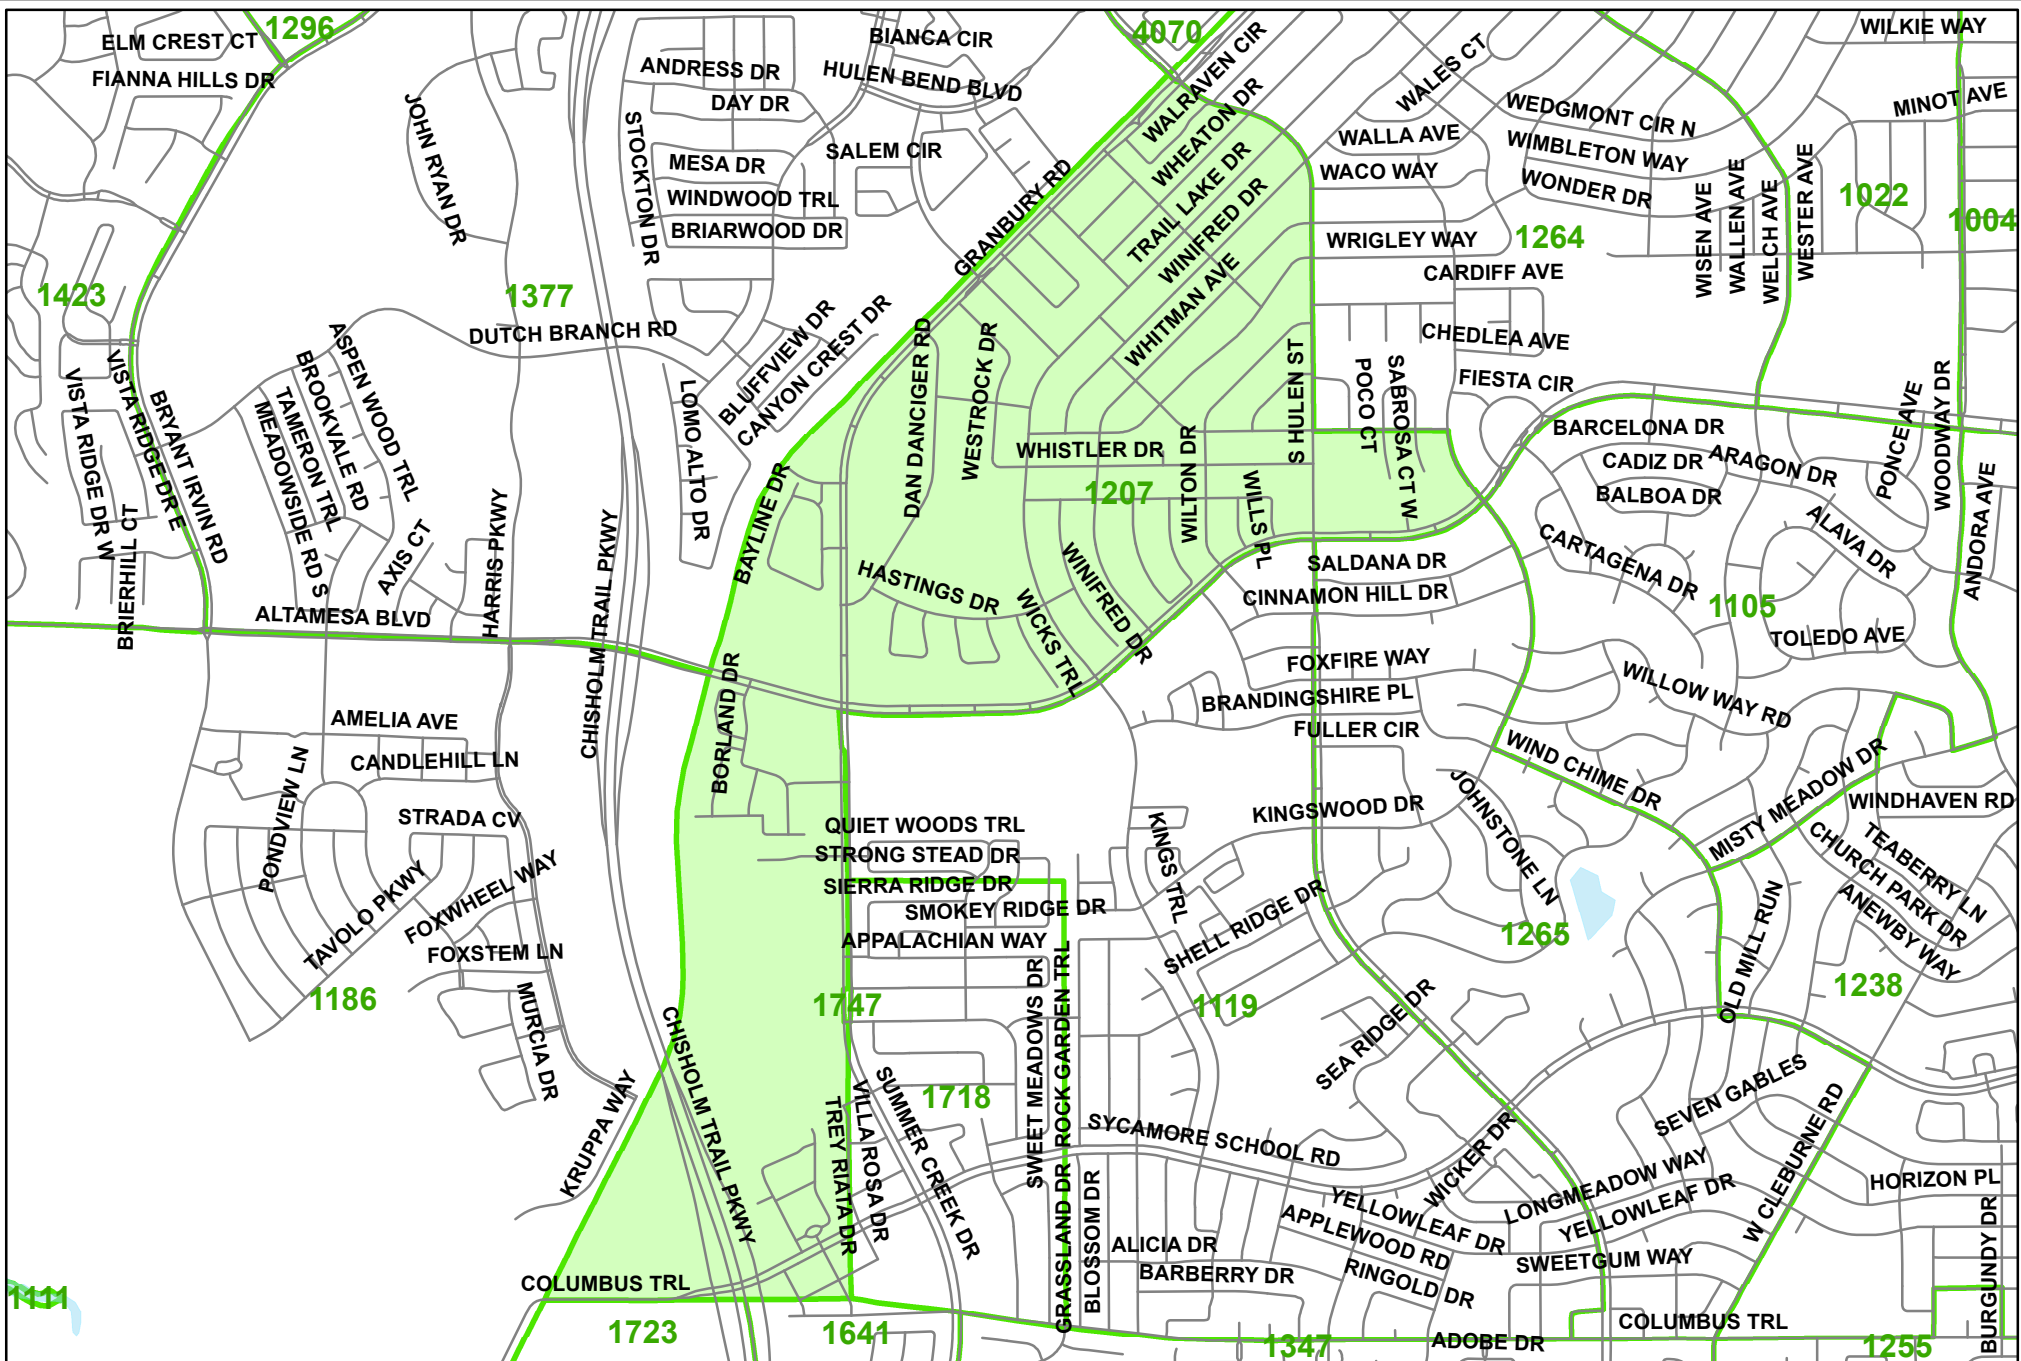 1296
4070
WILKIE WAY
ELM CREST CT
BIANCA CIR
FIANNA HILLS DR
ANDRESS DR
HULEN BEND BLVD
WALRAVEN CIR
WALES CT
MINOT AVE
DAY DR
JOHN RYAN DR
STOCKTON DR
WHEATON DR
WEDGMONT CIR N
WALLA AVE
WIMBLETON WAY
SALEM CIR
MESA DR
WACO WAY
WONDER DR
WINDWOOD TRL
BRIARWOOD DR
GRANBURY RD
TRAIL LAKE DR
WINIFRED DR
WHITMAN AVE
WRIGLEY WAY
1264
WISEN AVE
WALLEN AVE
WELCH AVE
WESTER AVE
1022
1004
CARDIFF AVE
1423
1377
DUTCH BRANCH RD
BLUFFVIEW DR
CANYON CREST DR
CHEDLEA AVE
FIESTA CIR
ASPEN WOOD TRL
BROOKVALE RD
TAMERON TRL
MEADOWSIDE RD S
VISTA RIDGE DR E
VISTA RIDGE DR W
BRYANT IRVIN RD
BRIERHILL CT
LOMO ALTO DR
DAN DANCIGER RD
WESTROCK DR
S HULEN ST
POCO CT
SABROSA CT W
WHISTLER DR
WILTON DR
WILLS PL
1207
BARCELONA DR
CADIZ DR
ARAGON DR
BALBOA DR
PONCE AVE
WOODWAY DR
ANDORA AVE
ALAVA DR
CARTAGENA DR
AXIS CT
HARRIS PKWY
CHISHOLM TRAIL PKWY
BAYLINE DR
HASTINGS DR
WICKS TRL
WINIFRED DR
SALDANA DR
CINNAMON HILL DR
1105
TOLEDO AVE
ALTAMESA BLVD
FOXFIRE WAY
BRANDINGSHIRE PL
FULLER CIR
WILLOW WAY RD
BORLAND DR
AMELIA AVE
CANDLEHILL LN
PONDVIEW LN
STRADA CV
WIND CHIME DR
MISTY MEADOW DR
WINDHAVEN RD
JOHNSTONE LN
KINGSWOOD DR
KINGS TRL
QUIET WOODS TRL
STRONG STEAD DR
SIERRA RIDGE DR
SMOKEY RIDGE DR
APPALACHIAN WAY
TEABERRY LN
CHURCH PARK DR
ANEWBY WAY
TAVOLO PKWY
FOXWHEEL WAY
FOXSTEM LN
SHELL RIDGE DR
1265
OLD MILL RUN
1238
1186
1747
1119
MURCIA DR
CHISHOLM TRAIL PKWY
SWEET MEADOWS DR
ROCK GARDEN TRL
SEA RIDGE DR
KRUPPA WAY
TREY RIATA DR
VILLA ROSA DR
SUMMER CREEK DR
1718
SYCAMORE SCHOOL RD
SEVEN GABLES
W CLEBURNE RD
WICKER DR
LONGMEADOW WAY
YELLOWLEAF DR
HORIZON PL
GRASSLAND DR
BLOSSOM DR
YELLOWLEAF DR
APPLEWOOD RD
ALICIA DR
BARBERRY DR
RINGOLD DR
SWEETGUM WAY
BURGUNDY DR
1111
COLUMBUS TRL
1723
1641
1347
ADOBE DR
COLUMBUS TRL
1255